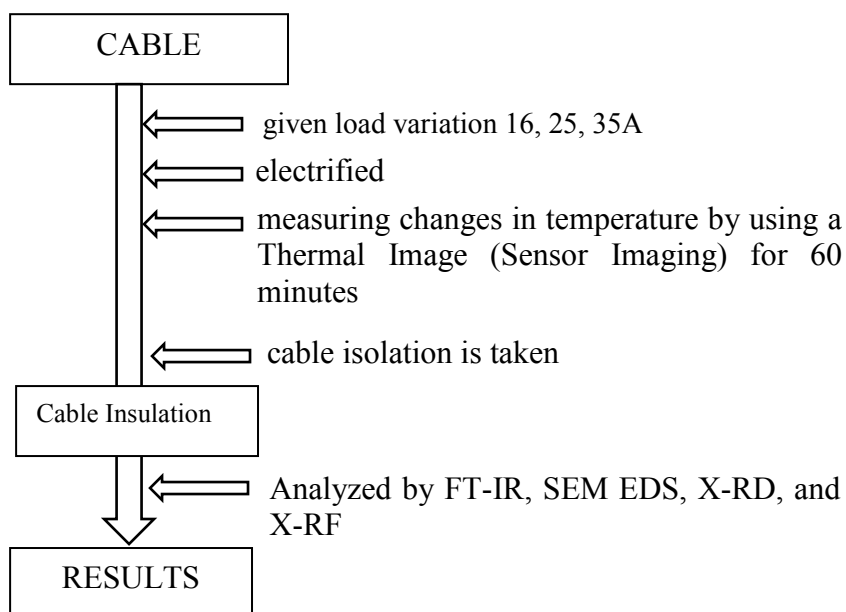 CABLE
given load variation 16, 25, 35A
electrified
measuring changes in temperature by using a
Thermal Image (Sensor Imaging) for 60
minutes
cable isolation is taken
Cable Insulation
Analyzed by FT-IR, SEM EDS, X-RD, and
X-RF
RESULTS